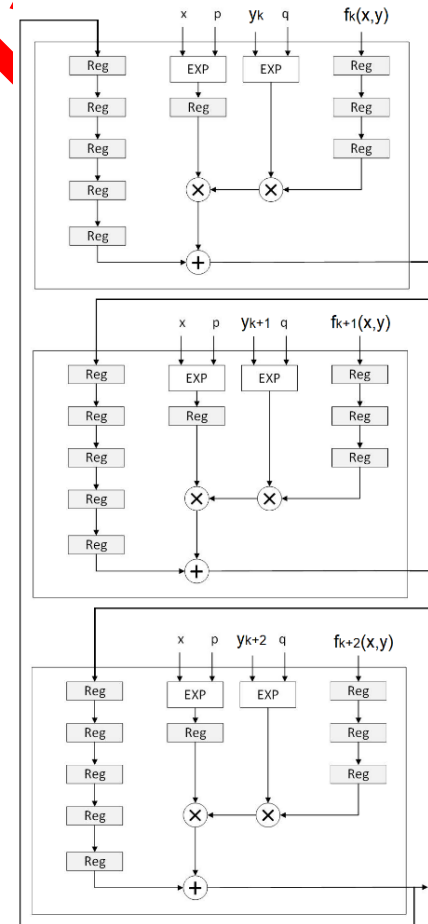 x p yk q fk(x,y)
Reg EXP EXP Reg
Reg Reg Reg
Reg Reg
Reg × ×
Reg +
x p yk+1 q fk+1(x,y)
Reg EXP EXP Reg
Reg Reg Reg
Reg Reg
Reg × ×
Reg +
x p yk+2 q fk+2(x,y)
Reg EXP EXP Reg
Reg Reg Reg
Reg Reg
Reg × ×
Reg +